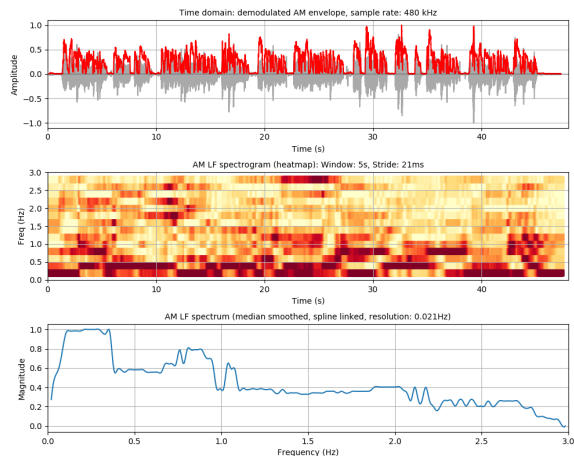 Time domain: demodulated AM envelope, sample rate: 480 kHz
1.0
0.5
0.0
−0.5
−1.0
Amplitude
0 10 20 30 40
Time (s)
AM LF spectrogram (heatmap): Window: 5s, Stride: 21ms
3.0
2.5
2.0
1.5
1.0
0.5
0.0
Freq (Hz)
0 10 20 30 40
Time (s)
AM LF spectrum (median smoothed, spline linked, resolution: 0.021Hz)
1.0
0.8
0.6
0.4
0.2
0.0
Magnitude
0.0 0.5 1.0 1.5 2.0 2.5 3.0
Frequency (Hz)